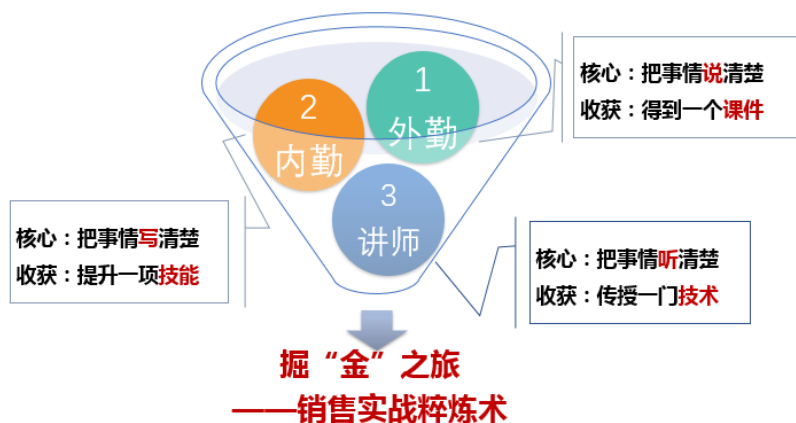 1
外勤
2
内勤
3
讲师
核心：把事情说清楚
收获：得到一个课件
核心：把事情写清楚
收获：提升一项技能
核心：把事情听清楚
收获：传授一门技术
掘“金”之旅
——销售实战粹炼术